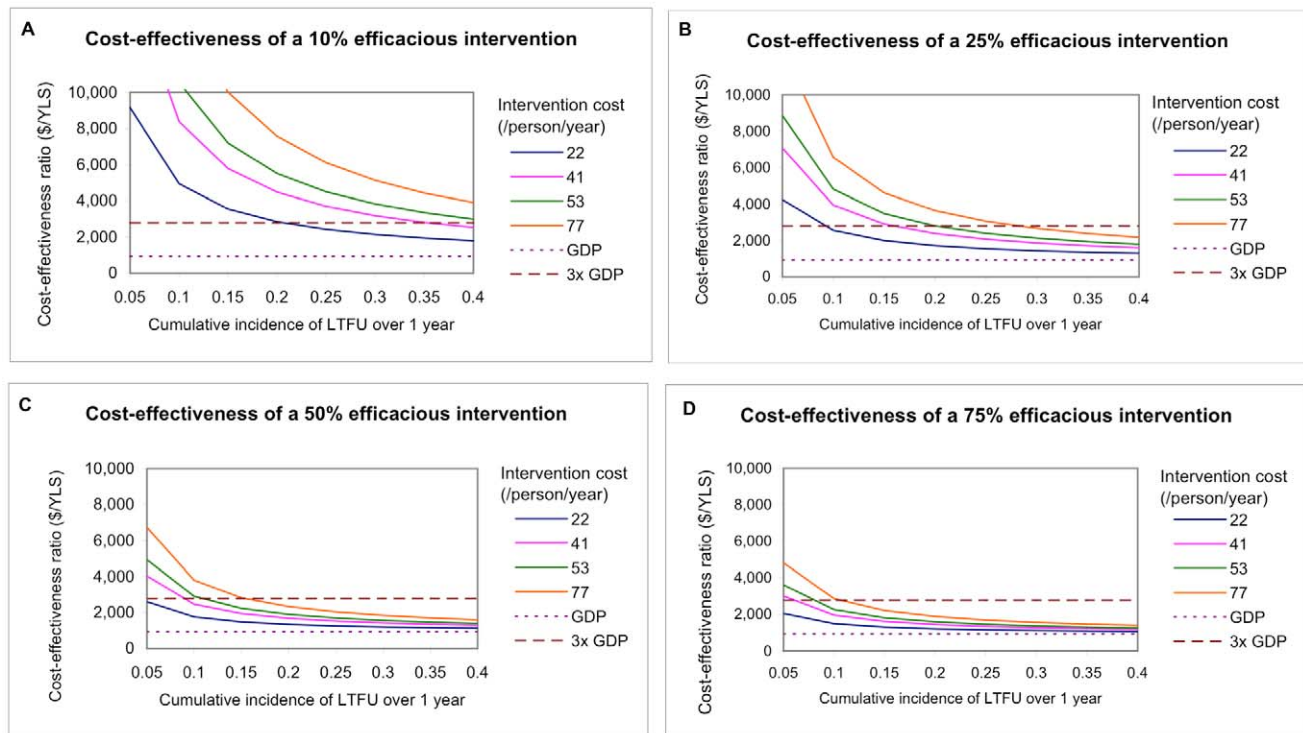 A
Cost-effectiveness of a 10% efficacious intervention
Cost-effectiveness ratio ($/YLS)
10,000
8,000
6,000
4,000
2,000
0
0.05 0.1 0.15 0.2 0.25 0.3 0.35 0.4
Cumulative incidence of LTFU over 1 year
Intervention cost
(/person/year)
22
41
53
77
GDP
3x GDP
B
Cost-effectiveness of a 25% efficacious intervention
Cost-effectiveness ratio ($/YLS)
10,000
8,000
6,000
4,000
2,000
0
0.05 0.1 0.15 0.2 0.25 0.3 0.35 0.4
Cumulative incidence of LTFU over 1 year
Intervention cost
(/person/year)
22
41
53
77
GDP
3x GDP
C
Cost-effectiveness of a 50% efficacious intervention
Cost-effectiveness ratio ($/YLS)
10,000
8,000
6,000
4,000
2,000
0
0.05 0.1 0.15 0.2 0.25 0.3 0.35 0.4
Cumulative incidence of LTFU over 1 year
Intervention cost
(/person/year)
22
41
53
77
GDP
3x GDP
D
Cost-effectiveness of a 75% efficacious intervention
Cost-effectiveness ratio ($/YLS)
10,000
8,000
6,000
4,000
2,000
0
0.05 0.1 0.15 0.2 0.25 0.3 0.35 0.4
Cumulative incidence of LTFU over 1 year
Intervention cost
(/person/year)
22
41
53
77
GDP
3x GDP